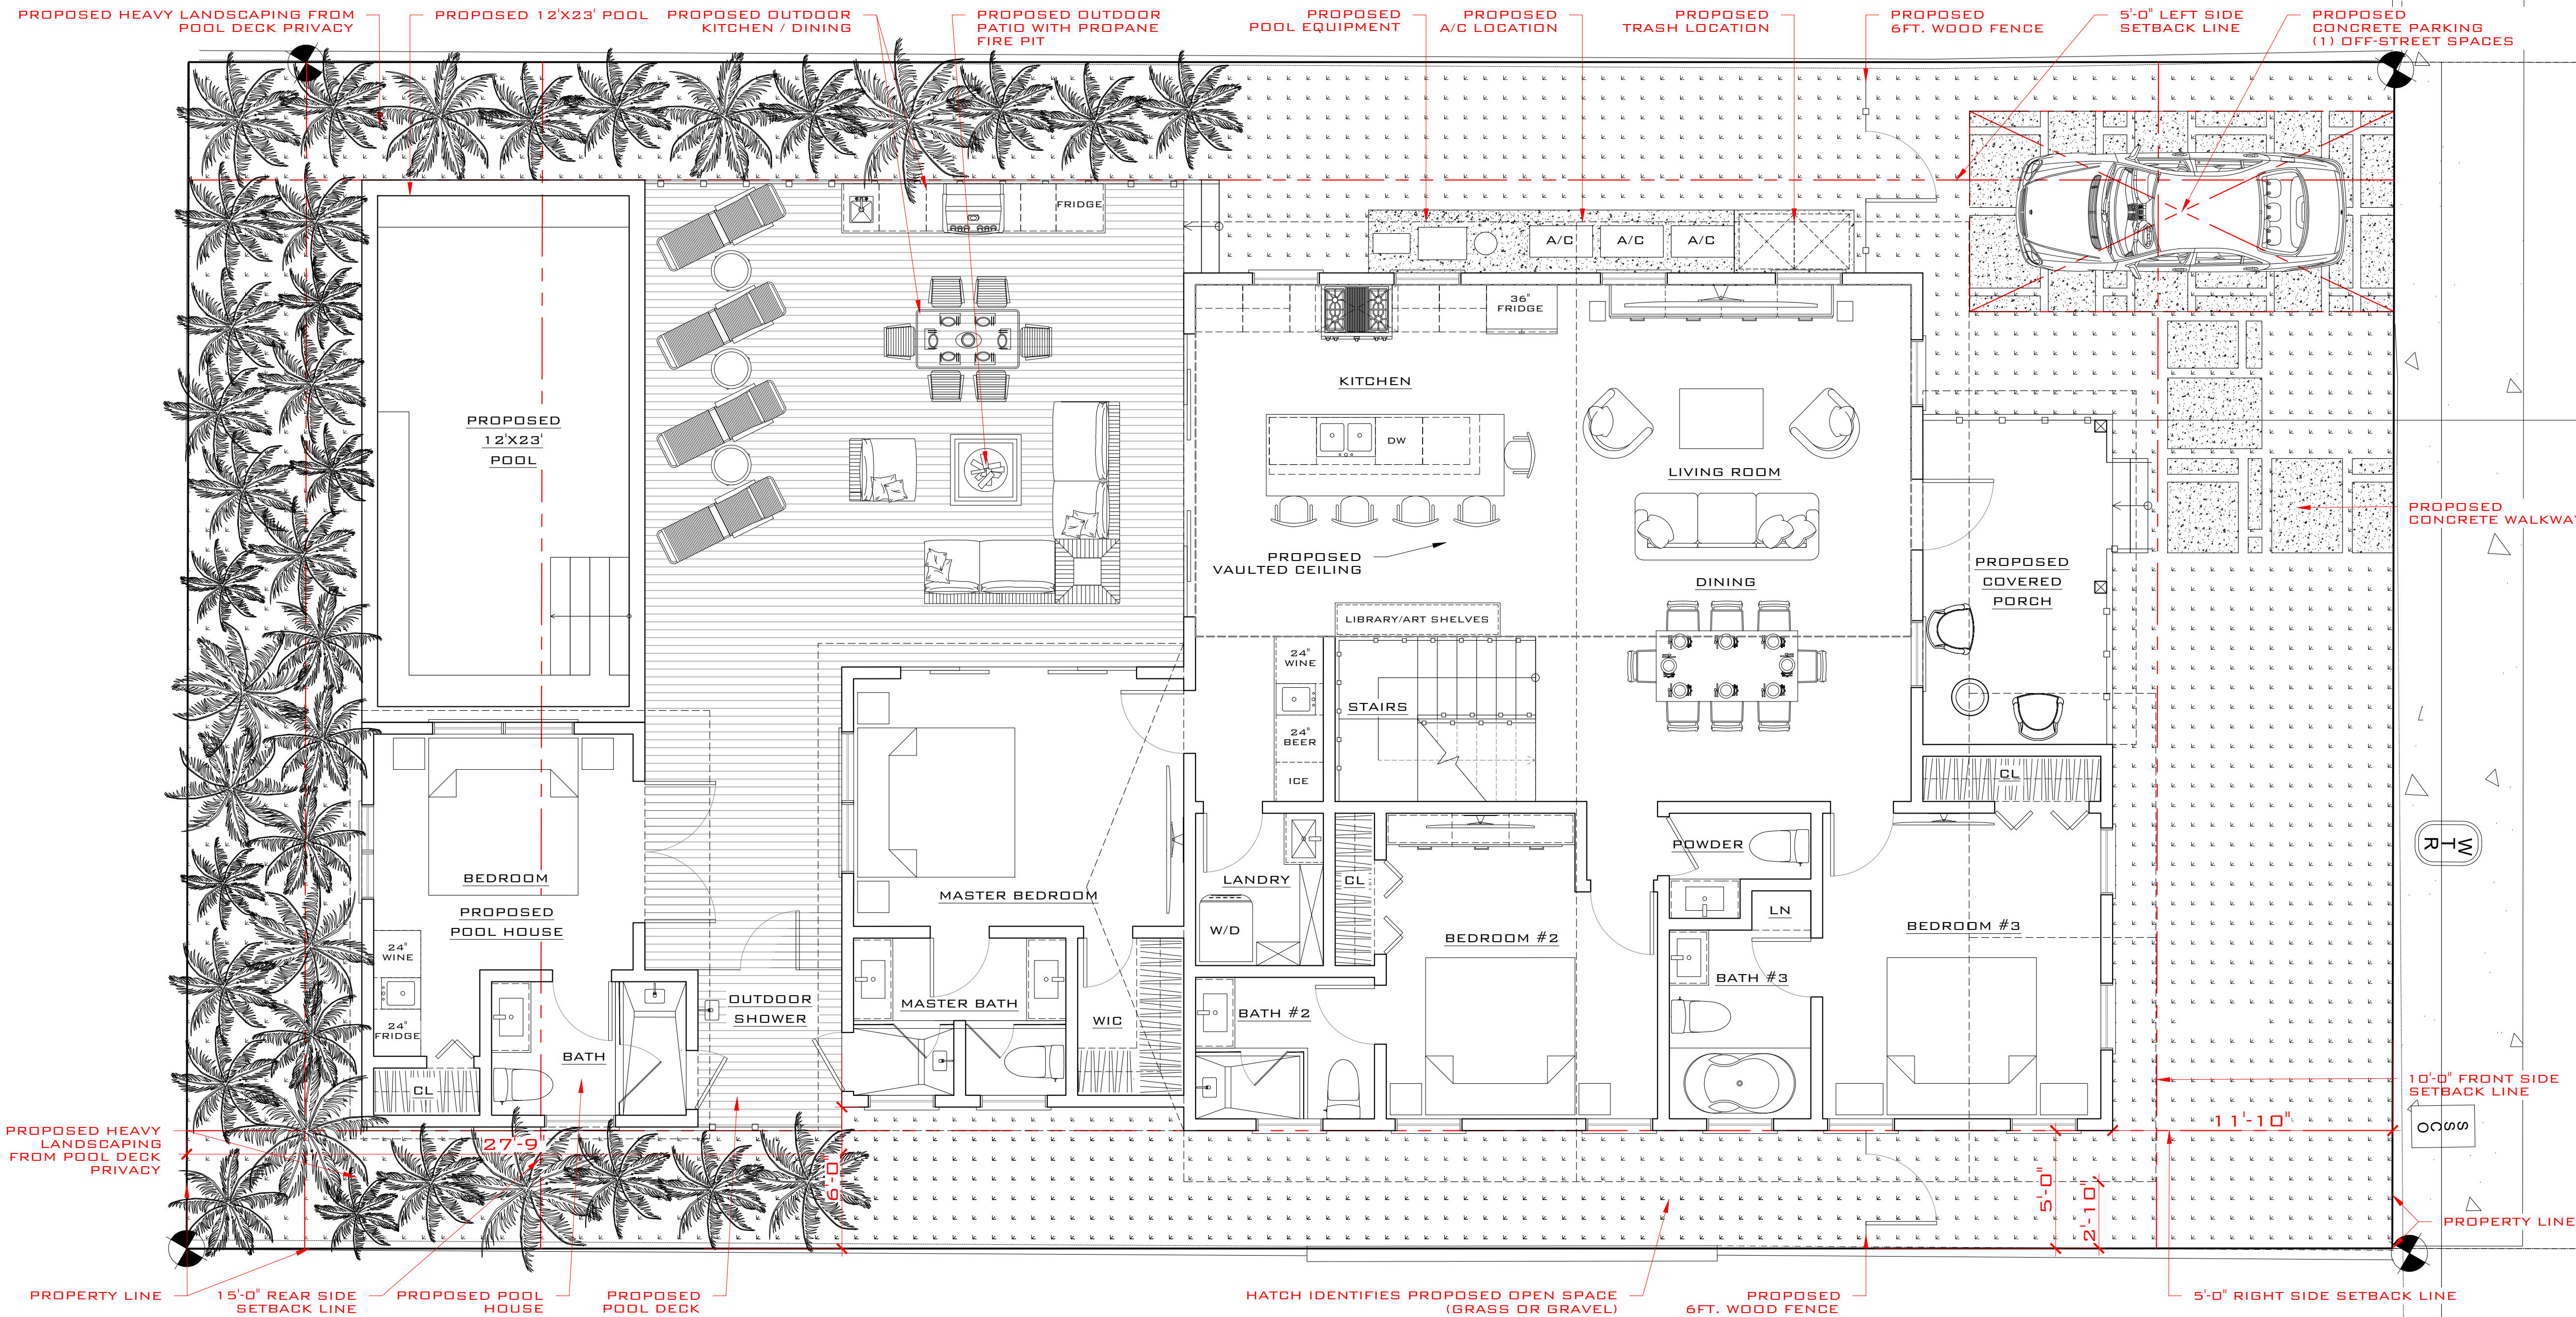 PROPOSED HEAVY LANDSCAPING FROM
POOL DECK PRIVACY
PROPOSED 12'X23' POOL
PROPOSED OUTDOOR
KITCHEN / DINING
PROPOSED OUTDOOR
PATIO WITH PROPANE
FIRE PIT
PROPOSED
POOL EQUIPMENT
PROPOSED
A/C LOCATION
PROPOSED
TRASH LOCATION
PROPOSED
6FT. WOOD FENCE
5'-0" LEFT SIDE
SETBACK LINE
PROPOSED
CONCRETE PARKING
(1) OFF-STREET SPACES
FRIDGE
A/C
A/C
A/C
36"
FRIDGE
KITCHEN
DW
LIVING ROOM
PROPOSED
12'X23'
POOL
PROPOSED
CONCRETE WALKWA
PROPOSED
VAULTED CEILING
DINING
PROPOSED
COVERED
PORCH
LIBRARY/ART SHELVES
24"
WINE
STAIRS
24"
BEER
ICE
CL
WTR
POWDER
BEDROOM
MASTER BEDROOM
LANDRY
CL
PROPOSED
POOL HOUSE
W/D
BEDROOM #2
LN
BEDROOM #3
24"
WINE
BATH #3
OUTDOOR
SHOWER
MASTER BATH
WIC
BATH #2
24"
FRIDGE
BATH
CL
10'-0" FRONT SIDE
SETBACK LINE
11'-10"
SSCO
PROPOSED HEAVY
LANDSCAPING
FROM POOL DECK
PRIVACY
27'-9
6'-0"
5'-0"
2'-10"
PROPERTY LINE
PROPERTY LINE
15'-0" REAR SIDE
SETBACK LINE
PROPOSED POOL
HOUSE
PROPOSED
POOL DECK
HATCH IDENTIFIES PROPOSED OPEN SPACE
(GRASS OR GRAVEL)
PROPOSED
6FT. WOOD FENCE
5'-0" RIGHT SIDE SETBACK LINE